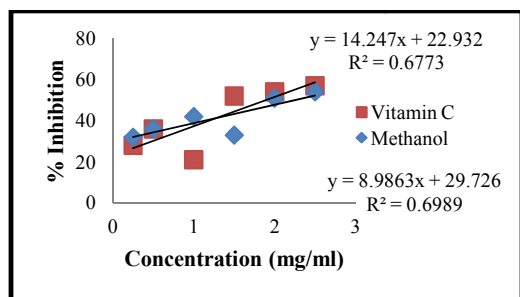 % Inhibition
80
60
40
20
0
0
1
2
3
Concentration (mg/ml)
y = 14.247x + 22.932
R² = 0.6773
Vitamin C
Methanol
y = 8.9863x + 29.726
R² = 0.6989